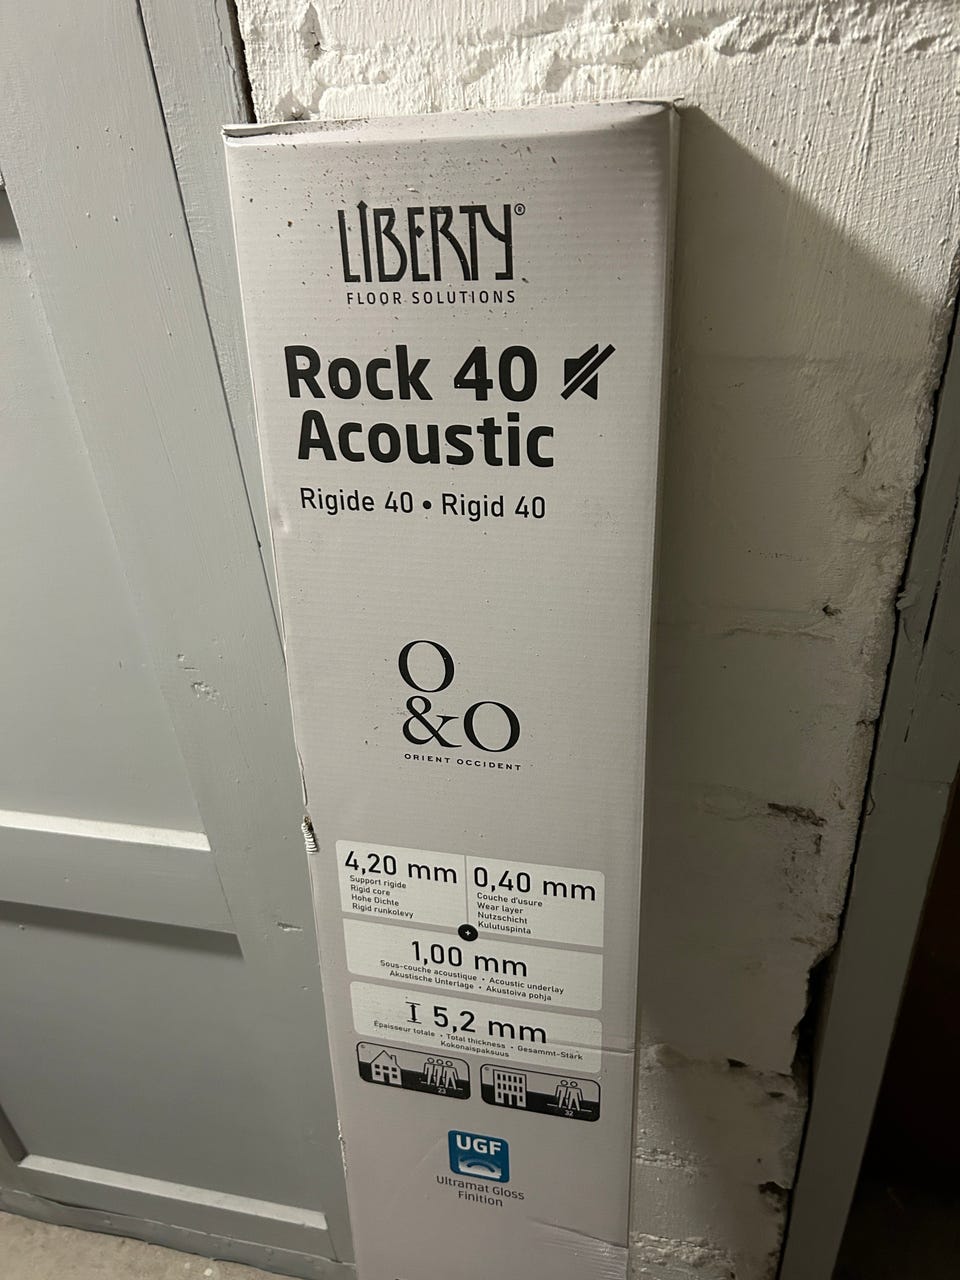 LIBERTY®
FLOOR SOLUTIONS
Rock 40
Acoustic
Rigide 40 • Rigid 40
O
&O
ORIENT OCCIDENT
4,20 mm
Support rigide
Rigid core
Hohe Dichte
Rigid runkolevy
0,40 mm
Couche d'usure
Wear layer
Nutzschicht
Kulutuspinta
+
1,00 mm
Sous-couche acoustique • Acoustic underlay
Akustische Unterlage • Akustoiva pohja
5,2 mm
Épaisseur totale • Total thickness • Gesammt-Stärk
Kokonaispaksuus
23
32
UGF
Ultramat Gloss
Finition